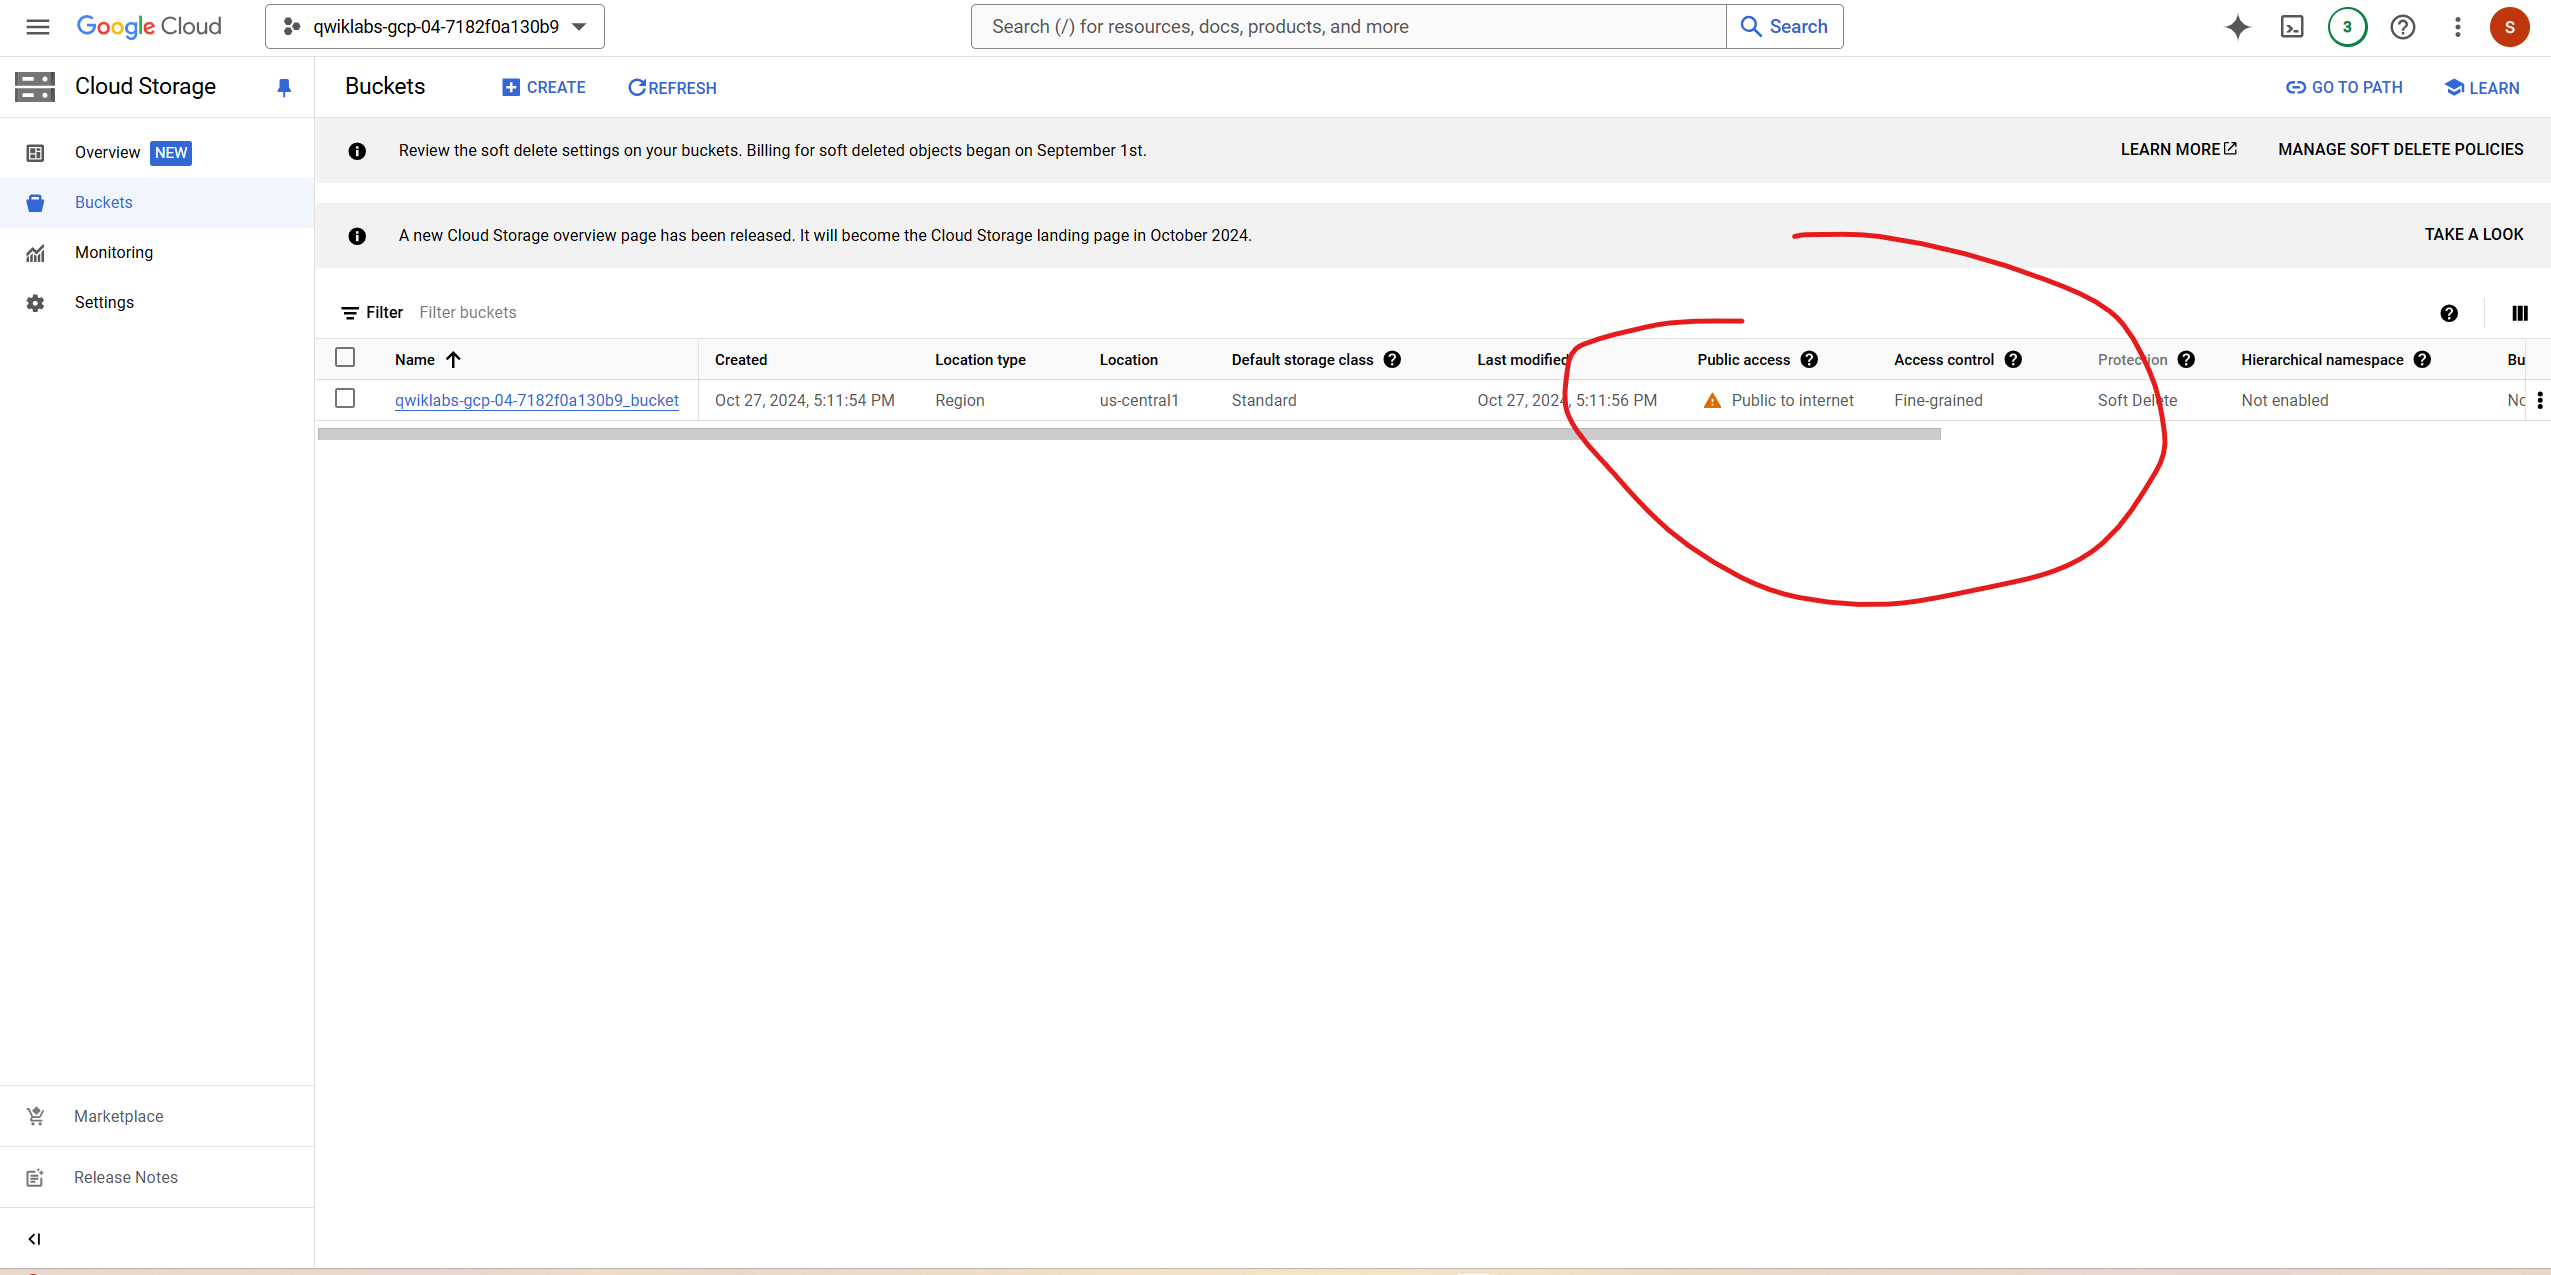 Google Cloud
qwiklabs-gcp-04-7182f0a130b9
Search (/) for resources, docs, products, and more
Search
3
S
Cloud Storage
Buckets
CREATE
REFRESH
GO TO PATH
LEARN
Overview NEW
Buckets
Monitoring
Settings
Review the soft delete settings on your buckets. Billing for soft deleted objects began on September 1st.
LEARN MORE
MANAGE SOFT DELETE POLICIES
A new Cloud Storage overview page has been released. It will become the Cloud Storage landing page in October 2024.
TAKE A LOOK
Filter Filter buckets
Name Created Location type Location Default storage class Last modified Public access Access control Protection Hierarchical namespace Bu
qwiklabs-gcp-04-7182f0a130b9_bucket Oct 27, 2024, 5:11:54 PM Region us-central1 Standard Oct 27, 2024, 5:11:56 PM Public to internet Fine-grained Soft Delete Not enabled
Marketplace
Release Notes